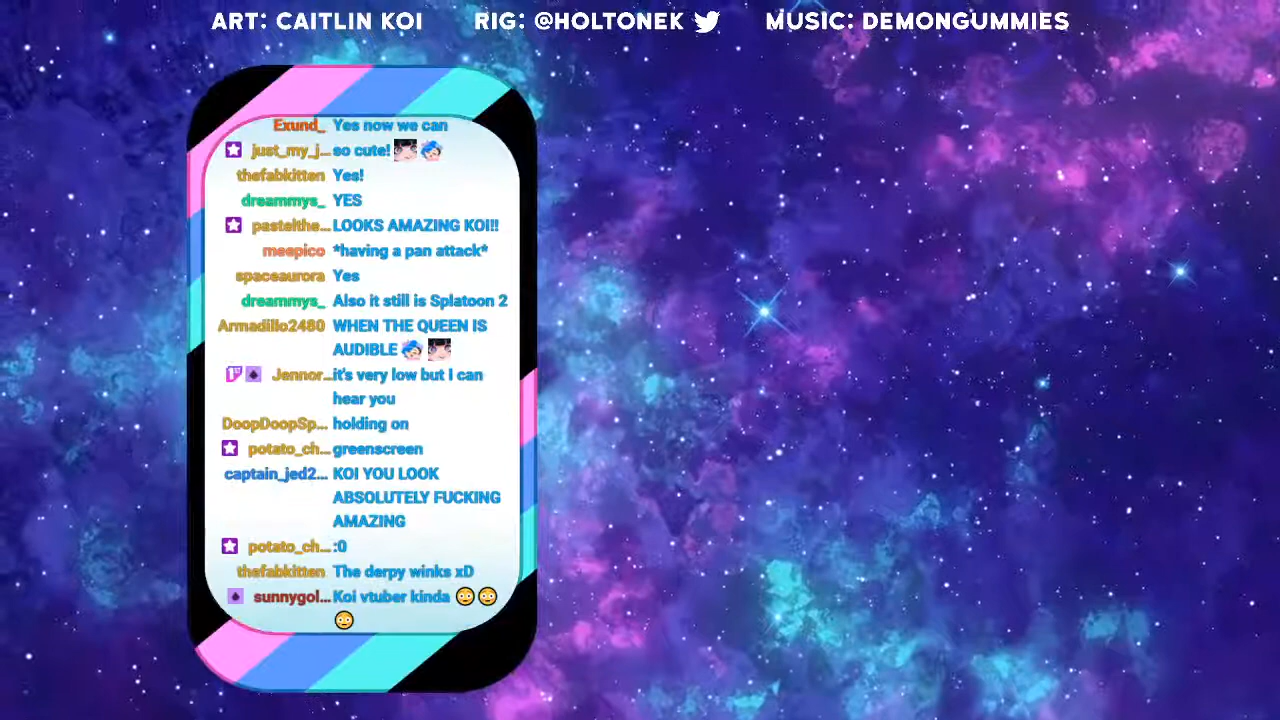 ART: CAITLIN KOI RIG: @HOLTONEK MUSIC: DEMONGUMMIES
Exund_ Yes now we can
just_my_j... so cute!
thefabkitten Yes!
dreammys_ YES
pastelthe... LOOKS AMAZING KOI!!
meepico *having a pan attack*
spaceaurora Yes
dreammys_ Also it still is Splatoon 2
Armadillo2480 WHEN THE QUEEN IS
AUDIBLE
Jennor... it's very low but I can
hear you
DoopDoopSp... holding on
potato_ch... greenscreen
captain_jed2... KOI YOU LOOK
ABSOLUTELY FUCKING
AMAZING
potato_ch... :0
thefabkitten The derpy winks xD
sunnygol... Koi vtuber kinda 😳 😳
😳